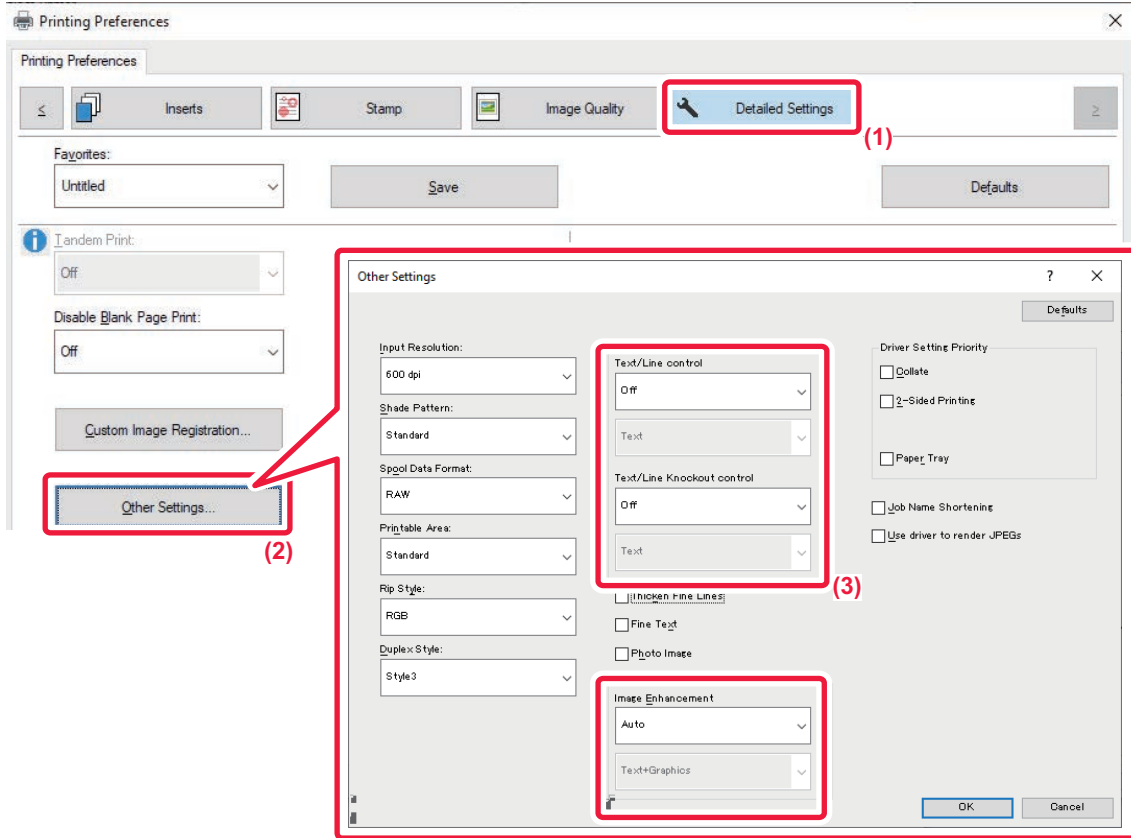 Printing Preferences
Printing Preferences
< Inserts Stamp Image Quality Detailed Settings >
(1)
Favorites:
Untitled Save Defaults
Tandem Print:
Off
Disable Blank Page Print:
Off
Custom Image Registration...
Other Settings...
(2)
Other Settings ?
Defaults
Input Resolution:
600 dpi
Shade Pattern:
Standard
Spool Data Format:
RAW
Printable Area:
Standard
Rip Style:
RGB
Duplex Style:
Style3
Text/Line control
Off
Text
Text/Line Knockout control
Off
Text
(3)
Thicken Fine Lines
Fine Text
Photo Image
Image Enhancement
Auto
Text+Graphics
Driver Setting Priority
Collate
2-Sided Printing
Paper Tray
Job Name Shortening
Use driver to render JPEGs
OK Cancel